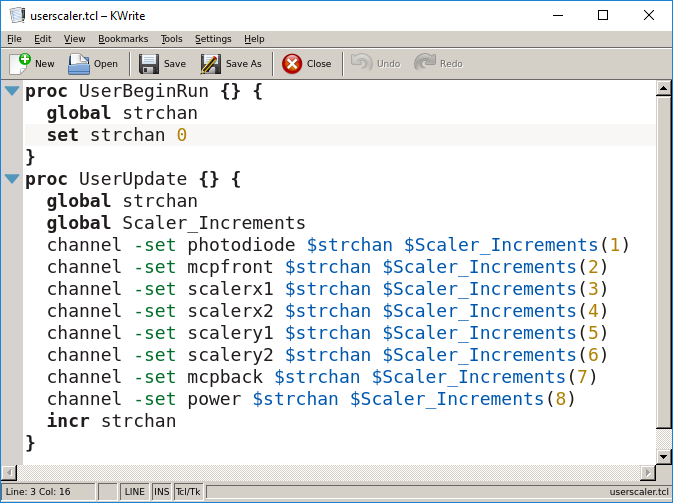 userscaler.tcl – KWrite
File Edit View Bookmarks Tools Settings Help
New Open Save Save As Close Undo Redo
proc UserBeginRun {} {
  global strchan
  set strchan 0
}
proc UserUpdate {} {
  global strchan
  global Scaler_Increments
  channel -set photodiode $strchan $Scaler_Increments(1)
  channel -set mcpfront $strchan $Scaler_Increments(2)
  channel -set scalerx1 $strchan $Scaler_Increments(3)
  channel -set scalerx2 $strchan $Scaler_Increments(4)
  channel -set scalery1 $strchan $Scaler_Increments(5)
  channel -set scalery2 $strchan $Scaler_Increments(6)
  channel -set mcpback $strchan $Scaler_Increments(7)
  channel -set power $strchan $Scaler_Increments(8)
  incr strchan
}
Line: 3 Col: 16 LINE INS Tcl/Tk userscaler.tcl